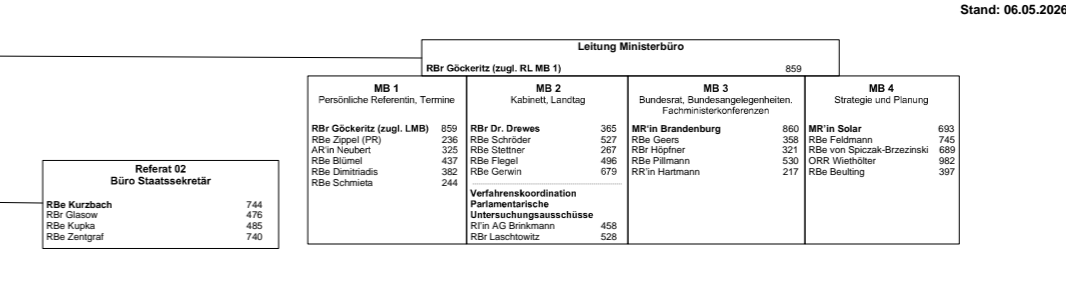 Stand: 06.05.2026
Leitung Ministerbüro
RBr Göckeritz (zugl. RL MB 1) 859
MB 1
Persönliche Referentin, Termine
RBr Göckeritz (zugl. LMB) 859
RBe Zippel (PR) 236
AR'in Neubert 325
RBe Blümel 437
RBe Dimitriadis 382
RBe Schmieta 244
MB 2
Kabinett, Landtag
RBr Dr. Drewes 365
RBe Schröder 527
RBe Stettner 267
RBe Flegel 496
RBe Gerwin 679
Verfahrenskoordination
Parlamentarische
Untersuchungsausschüsse
RI'in AG Brinkmann 458
RBr Laschtowitz 528
MB 3
Bundesrat, Bundesangelegenheiten.
Fachministerkonferenzen
MR'in Brandenburg 860
RBe Geers 358
RBr Höpfner 321
RBe Pillmann 530
RR'in Hartmann 217
MB 4
Strategie und Planung
MR'in Solar 693
RBe Feldmann 745
RBe von Spiczak-Brzezinski 689
ORR Wiethölter 982
RBe Beulting 397
Referat 02
Büro Staatssekretär
RBe Kurzbach 744
RBr Glasow 476
RBe Kupka 485
RBe Zentgraf 740